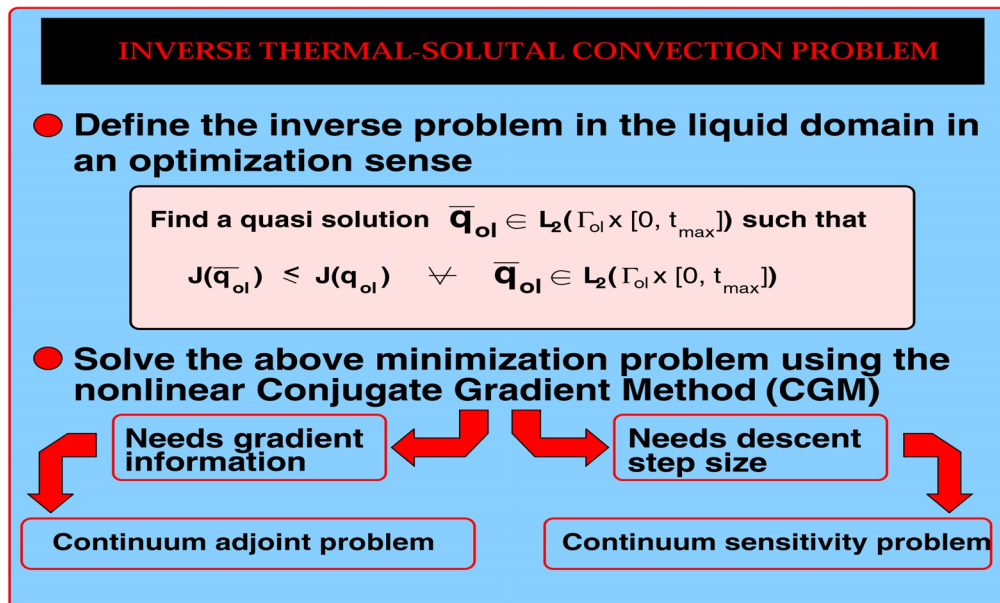 INVERSE THERMAL-SOLUTAL CONVECTION PROBLEM
Define the inverse problem in the liquid domain in
an optimization sense
Find a quasi solution q̅ol ∈ L2(Γol x [0, tmax]) such that
J(q̅ol) ≤ J(qol) ∀ q̅ol ∈ L2(Γol x [0, tmax])
Solve the above minimization problem using the
nonlinear Conjugate Gradient Method (CGM)
Needs gradient
information
Needs descent
step size
Continuum adjoint problem
Continuum sensitivity problem